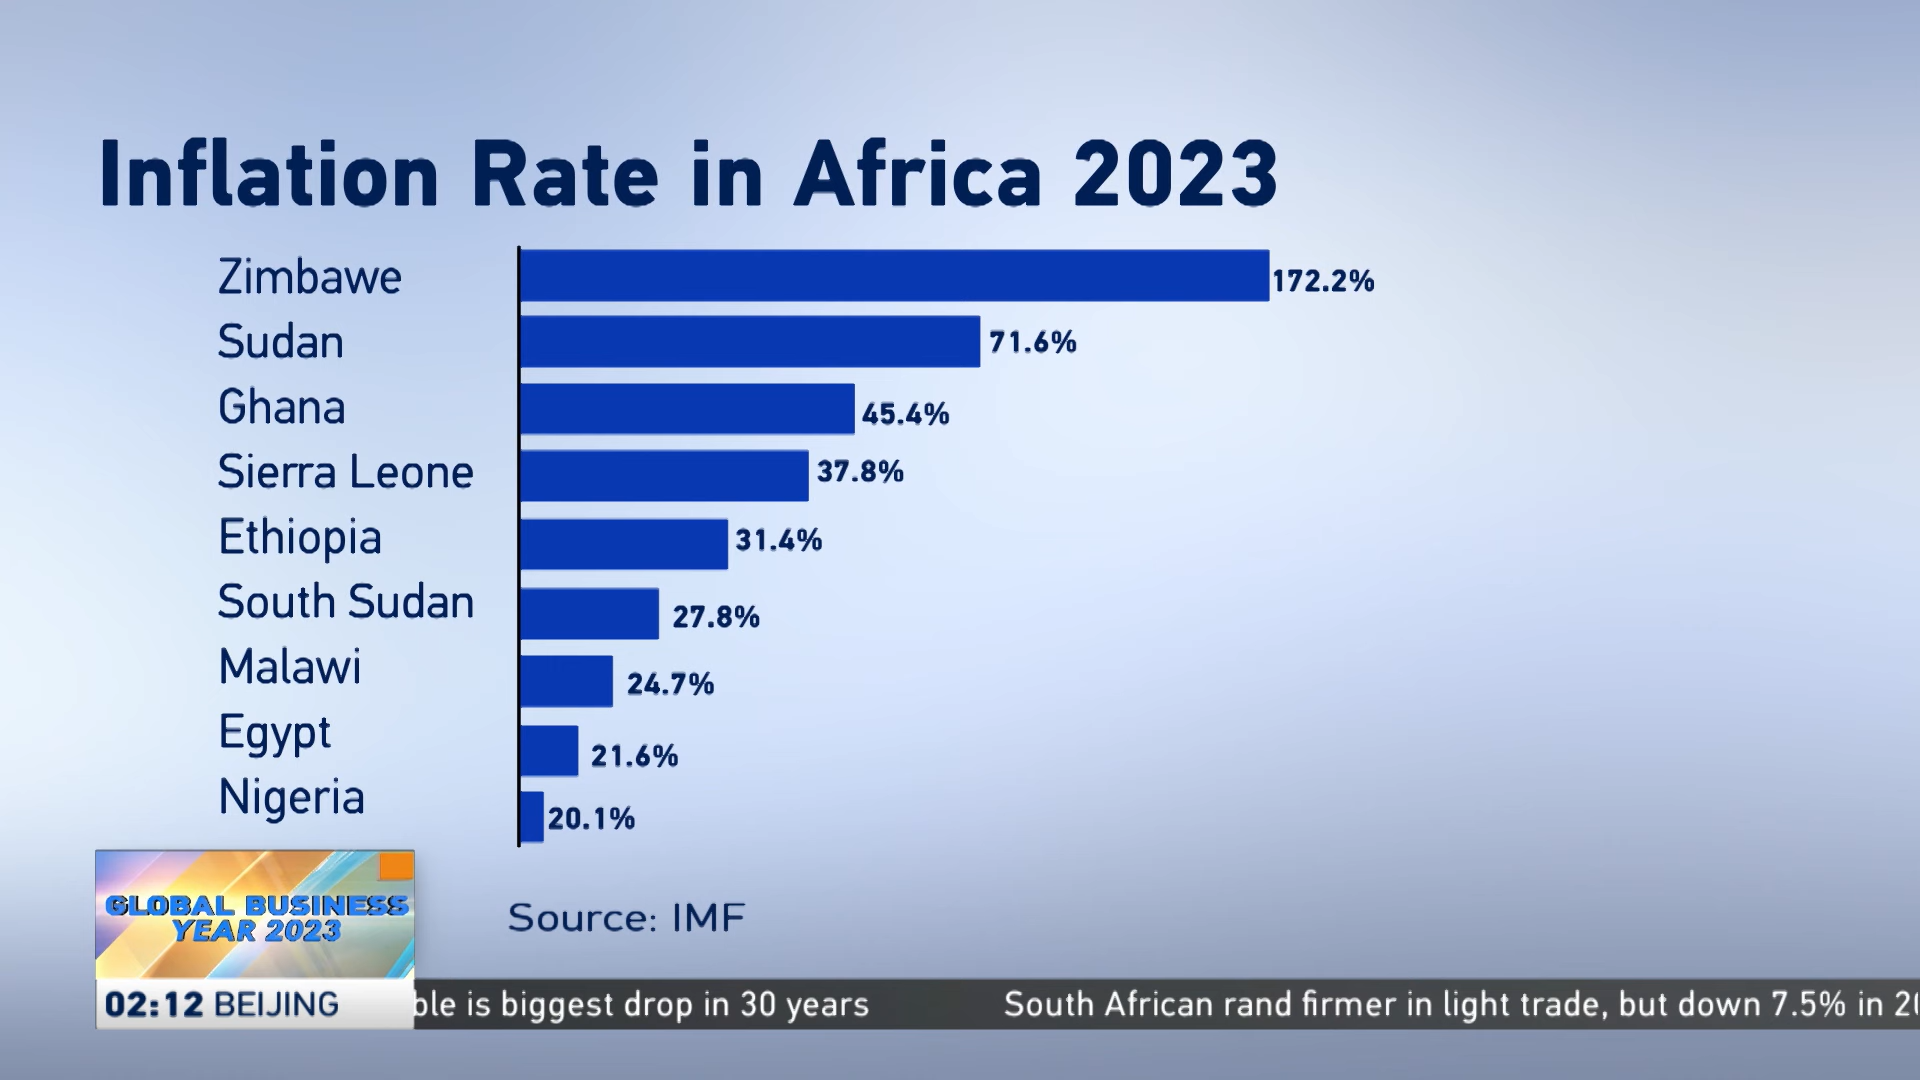 Inflation Rate in Africa 2023
Zimbawe 172.2%
Sudan 71.6%
Ghana 45.4%
Sierra Leone 37.8%
Ethiopia 31.4%
South Sudan 27.8%
Malawi 24.7%
Egypt 21.6%
Nigeria 20.1%
GLOBAL BUSINESS
YEAR 2023
Source: IMF
02:12 BEIJING
is biggest drop in 30 years South African rand firmer in light trade, but down 7.5% in